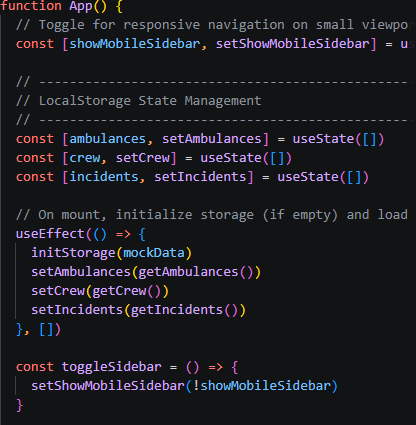 function App() {
// Toggle for responsive navigation on small viewpo
const [showMobileSidebar, setShowMobileSidebar] = u
// -----------------------------------------------
// LocalStorage State Management
// -----------------------------------------------
const [ambulances, setAmbulances] = useState([])
const [crew, setCrew] = useState([])
const [incidents, setIncidents] = useState([])
// On mount, initialize storage (if empty) and load
useEffect(() => {
initStorage(mockData)
setAmbulances(getAmbulances())
setCrew(getCrew())
setIncidents(getIncidents())
}, [])
const toggleSidebar = () => {
setShowMobileSidebar(!showMobileSidebar)
}